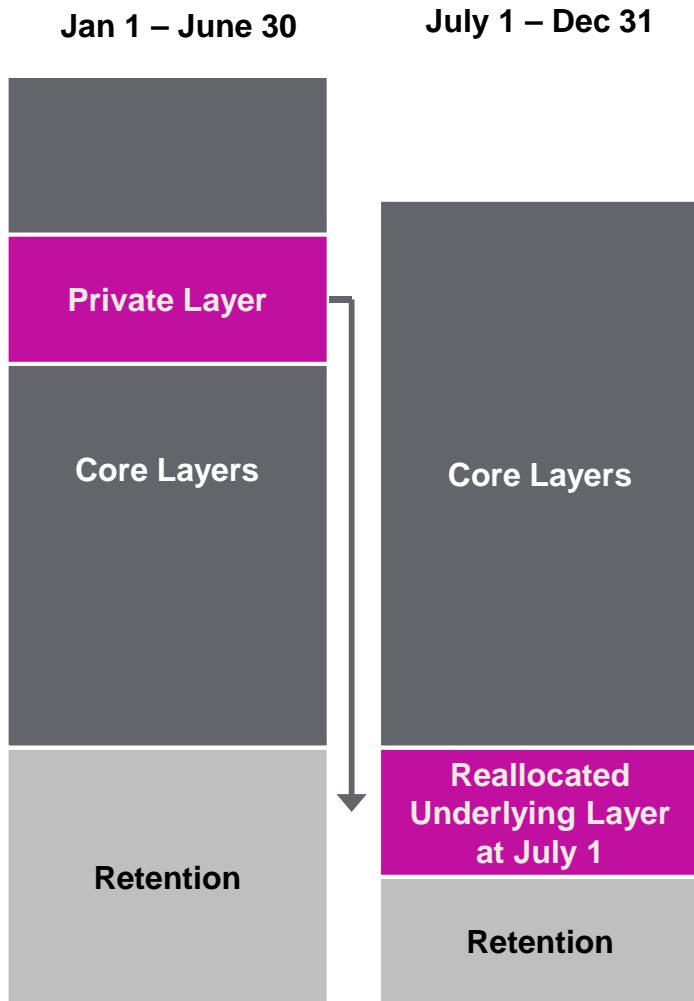 Jan 1 – June 30
July 1 – Dec 31
Private Layer
Core Layers
Retention
Core Layers
Reallocated
Underlying Layer
at July 1
Retention